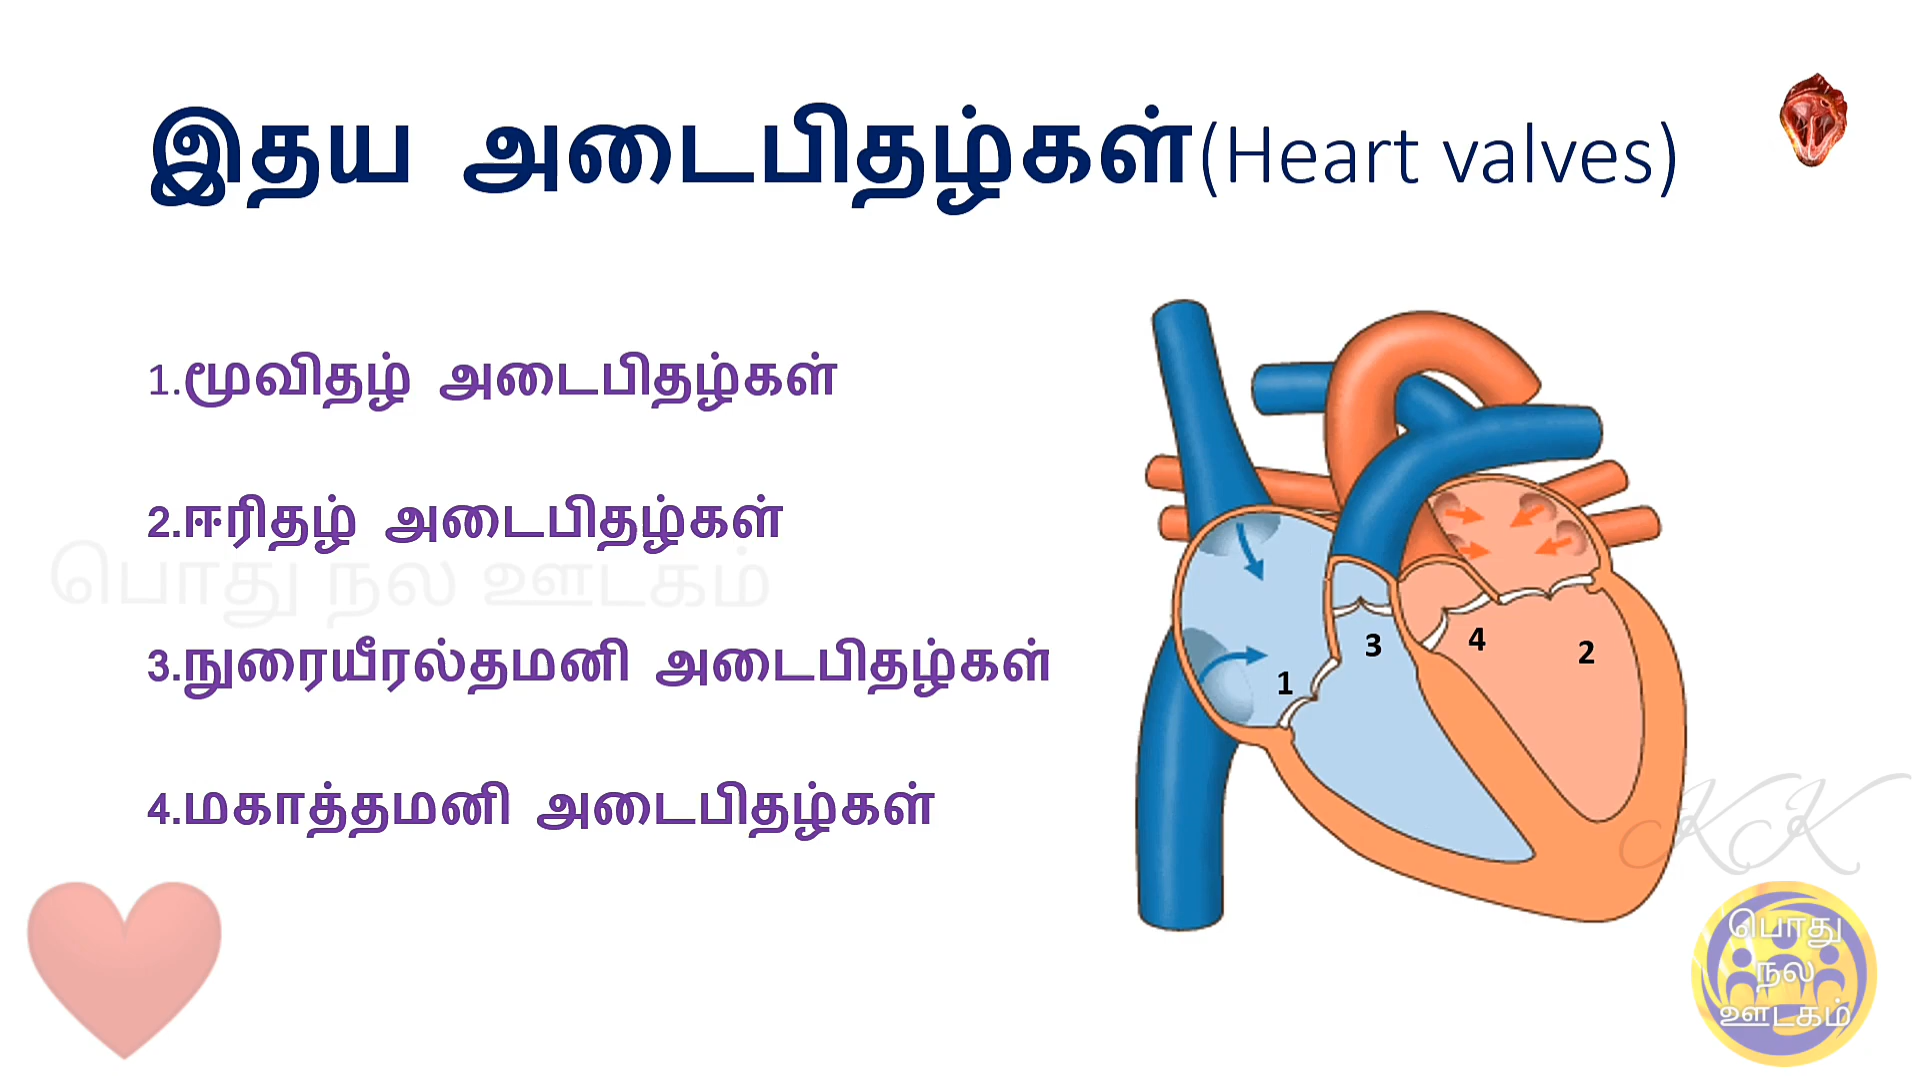 இதய அடைபிதழ்கள்(Heart valves)
1.மூவிதழ் அடைபிதழ்கள்
2.ஈரிதழ் அடைபிதழ்கள்
பொது நல ஊடகம்
3.நுரையீரல்தமனி அடைபிதழ்கள்
4.மகாத்தமனி அடைபிதழ்கள்
3
4
2
1
KK
பொது
நல
ஊடகம்